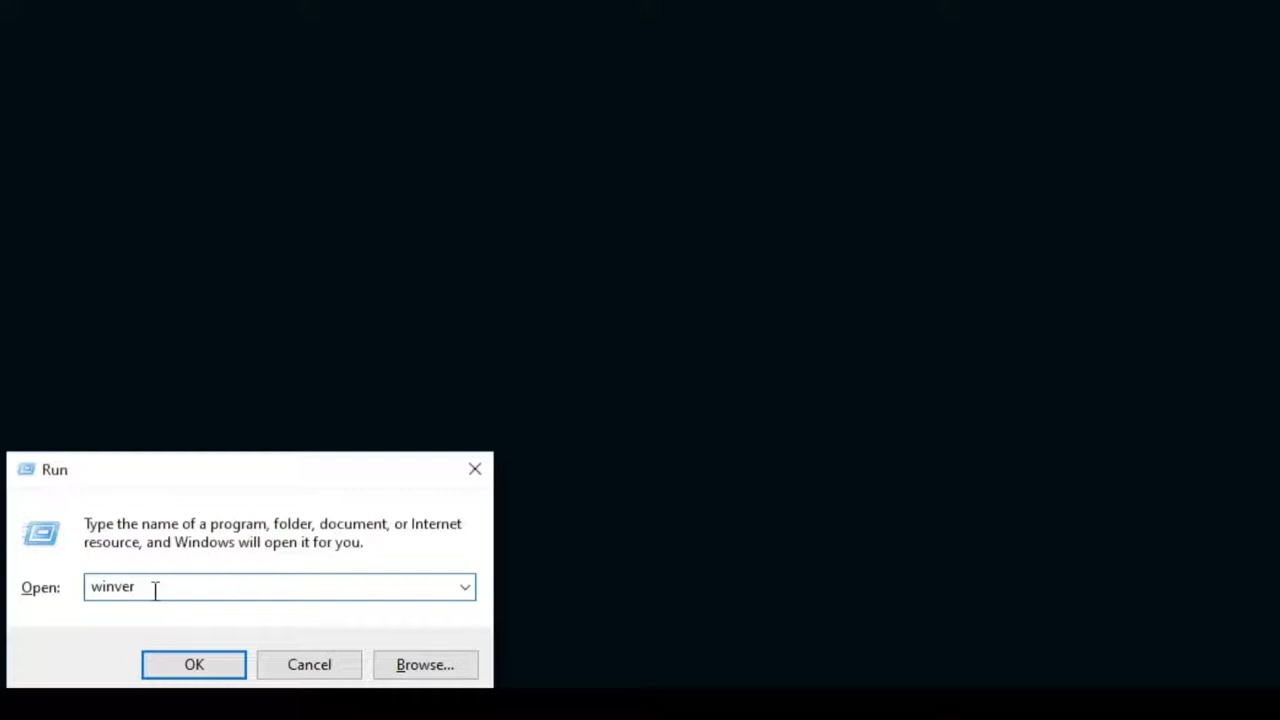 Run
Type the name of a program, folder, document, or Internet
resource, and Windows will open it for you.
Open: winver
OK Cancel Browse...